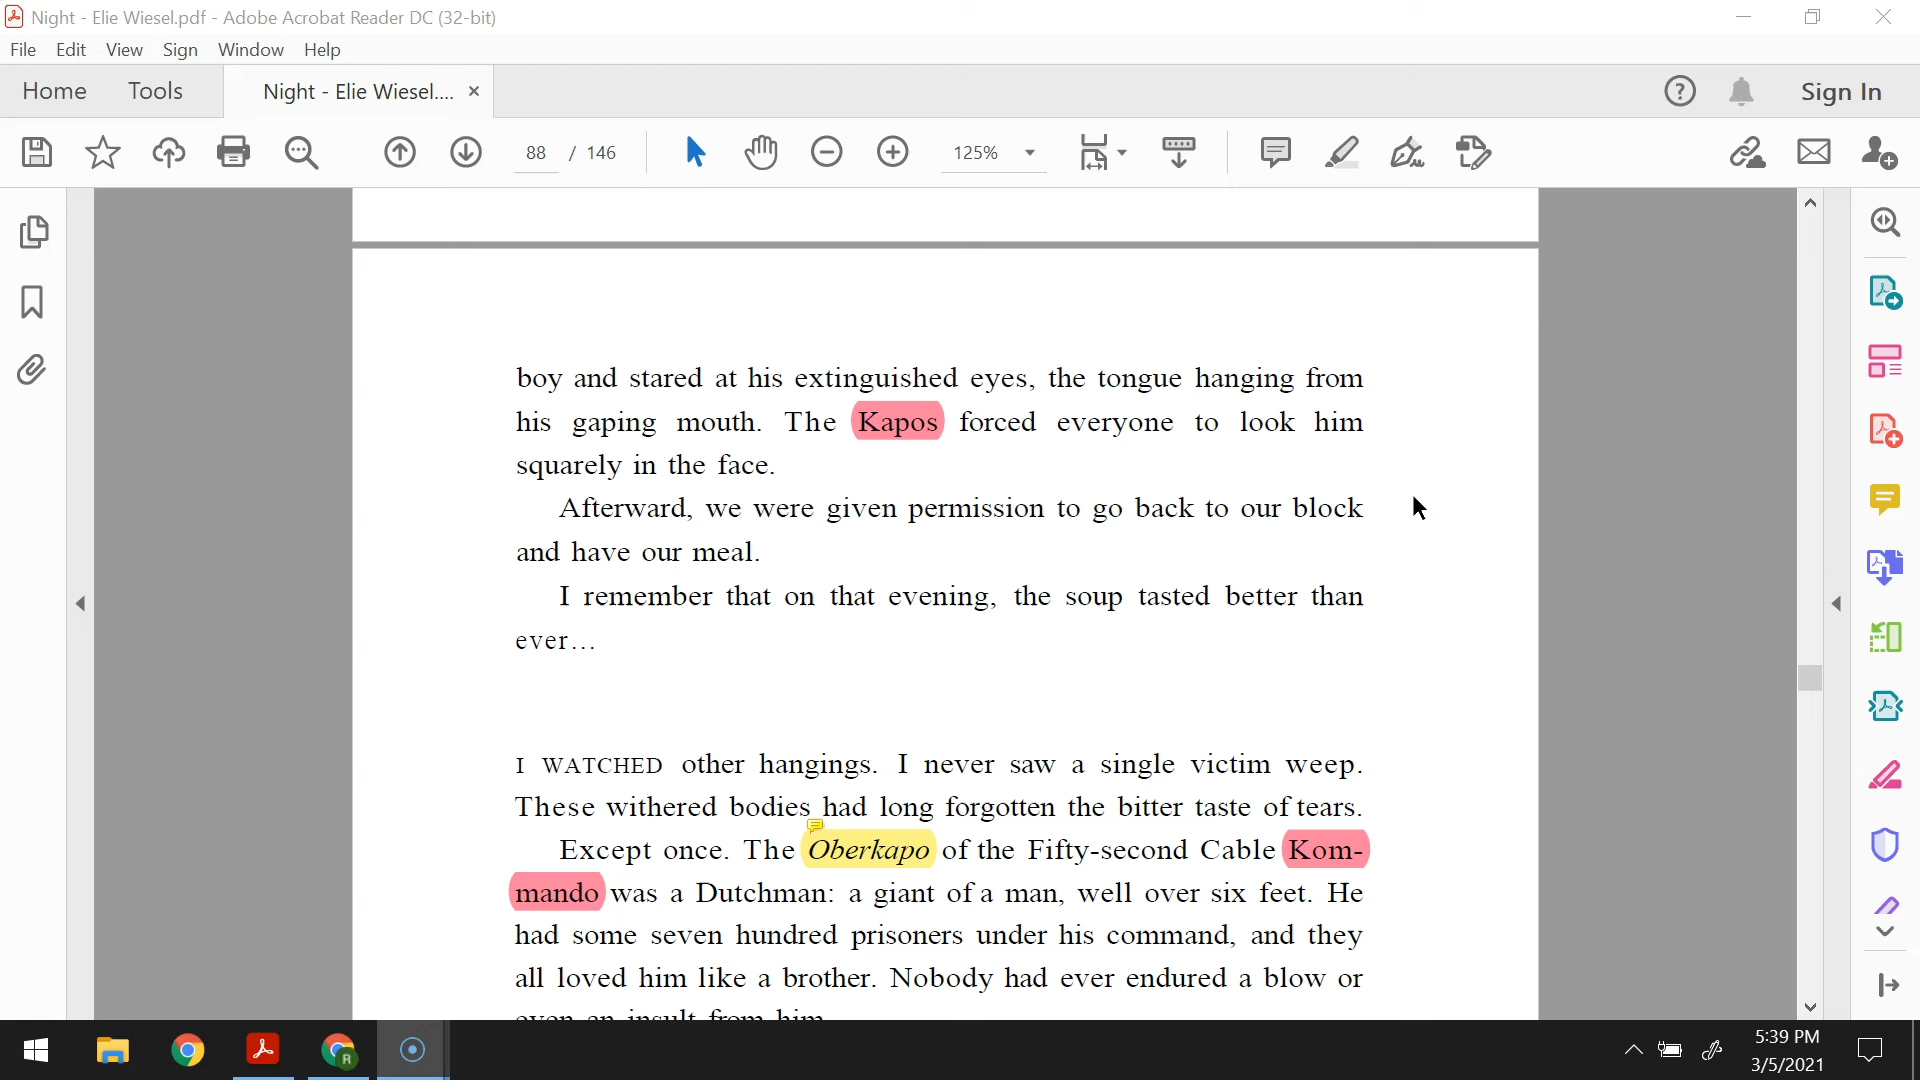 Night - Elie Wiesel.pdf - Adobe Acrobat Reader DC (32-bit)
File Edit View Sign Window Help
Home Tools Night - Elie Wiesel.... × Sign In
88 / 146 125%
boy and stared at his extinguished eyes, the tongue hanging from
his gaping mouth. The Kapos forced everyone to look him
squarely in the face.
Afterward, we were given permission to go back to our block
and have our meal.
I remember that on that evening, the soup tasted better than
ever...
I WATCHED other hangings. I never saw a single victim weep.
These withered bodies had long forgotten the bitter taste of tears.
Except once. The Oberkapo of the Fifty-second Cable Kom-
mando was a Dutchman: a giant of a man, well over six feet. He
had some seven hundred prisoners under his command, and they
all loved him like a brother. Nobody had ever endured a blow or
even an insult from him.
R
5:39 PM
3/5/2021